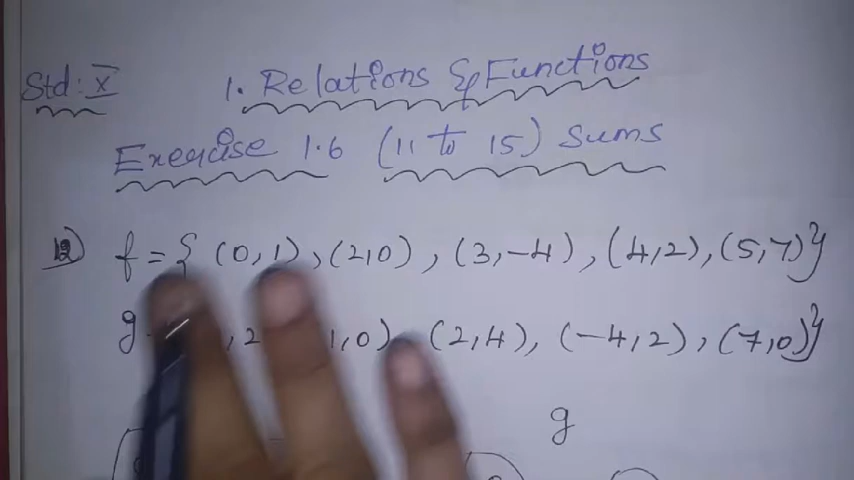 Std: X
1. Relations & Functions
Exercise 1.6 (11 to 15) Sums
12) f = { (0,1), (2,0), (3,-4), (4,2), (5,7)}
g , 2 1,0) (2,4), (-4,2), (7,0)}
g